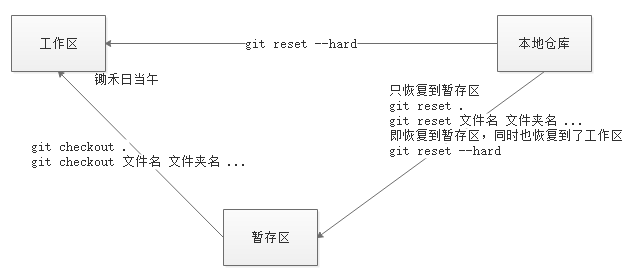 工作区
git reset --hard
本地仓库
锄禾日当午
只恢复到暂存区
git reset .
git reset 文件名 文件夹名 ...
即恢复到暂存区，同时也恢复到了工作区
git reset --hard
git checkout .
git checkout 文件名 文件夹名 ...
暂存区